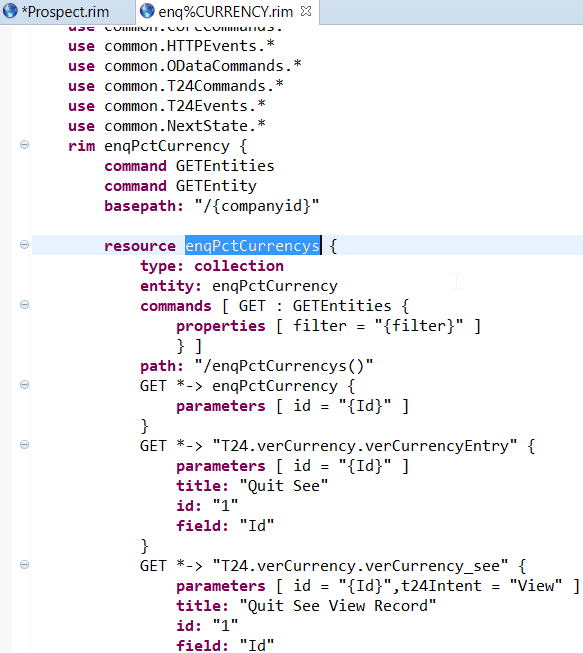 *Prospect.rim enq%CURRENCY.rim
use common.CoreCommands.*
use common.HTTPEvents.*
use common.ODataCommands.*
use common.T24Commands.*
use common.T24Events.*
use common.NextState.*
rim enqPctCurrency {
command GETEntities
command GETEntity
basepath: "/{companyid}"
resource enqPctCurrencys {
type: collection
entity: enqPctCurrency
commands [ GET : GETEntities {
properties [ filter = "{filter}" ]
} ]
path: "/enqPctCurrencys()"
GET *-> enqPctCurrency {
parameters [ id = "{Id}" ]
}
GET *-> "T24.verCurrency.verCurrencyEntry" {
parameters [ id = "{Id}" ]
title: "Quit See"
id: "1"
field: "Id"
}
GET *-> "T24.verCurrency.verCurrency_see" {
parameters [ id = "{Id}",t24Intent = "View" ]
title: "Quit See View Record"
id: "1"
field: "Id"